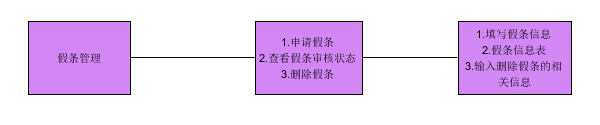 假条管理
1.申请假条
2.查看假条审核状态
3.删除假条
1.填写假条信息
2.假条信息表
3.输入删除假条的相
关信息